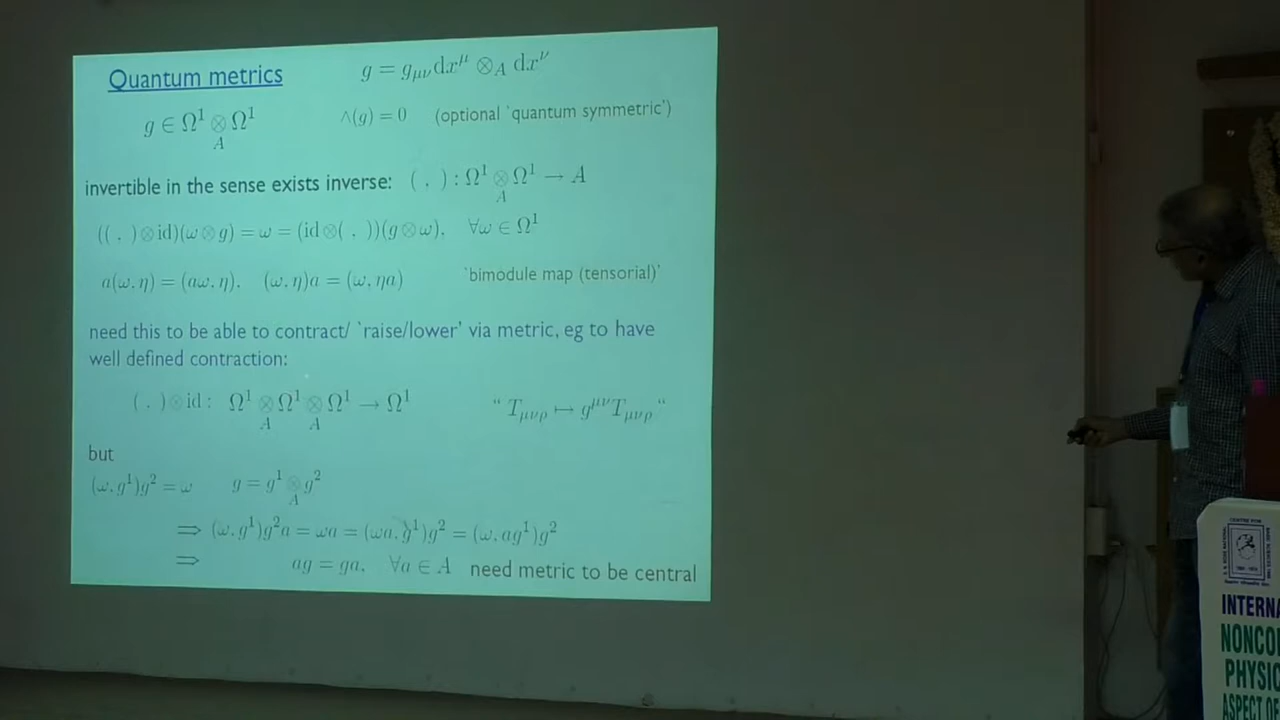 Quantum metrics
g = g_{μν} dx^μ ⊗_A dx^ν
g ∈ Ω¹ ⊗_A Ω¹
∧(g) = 0 (optional `quantum symmetric')
invertible in the sense exists inverse: ( , ) : Ω¹ ⊗_A Ω¹ → A
(( , )⊗id)(ω⊗g) = ω = (id⊗( , ))(g⊗ω), ∀ω ∈ Ω¹
a(ω, η) = (aω, η), (ω, η)a = (ω, ηa) `bimodule map (tensorial)'
need this to be able to contract/ `raise/lower' via metric, eg to have
well defined contraction:
( , )⊗id : Ω¹ ⊗_A Ω¹ ⊗_A Ω¹ → Ω¹ “ T_{μνρ} ↦ g^{μν}T_{μνρ} “
but
(ω, g¹)g² = ω g = g¹ ⊗_A g²
⟹ (ω, g¹)g²a = ωa = (ωa, g¹)g² = (ω, ag¹)g²
⟹ ag = ga, ∀a ∈ A need metric to be central
INTERNA
NONCO
PHYSIC
ASPECT OF